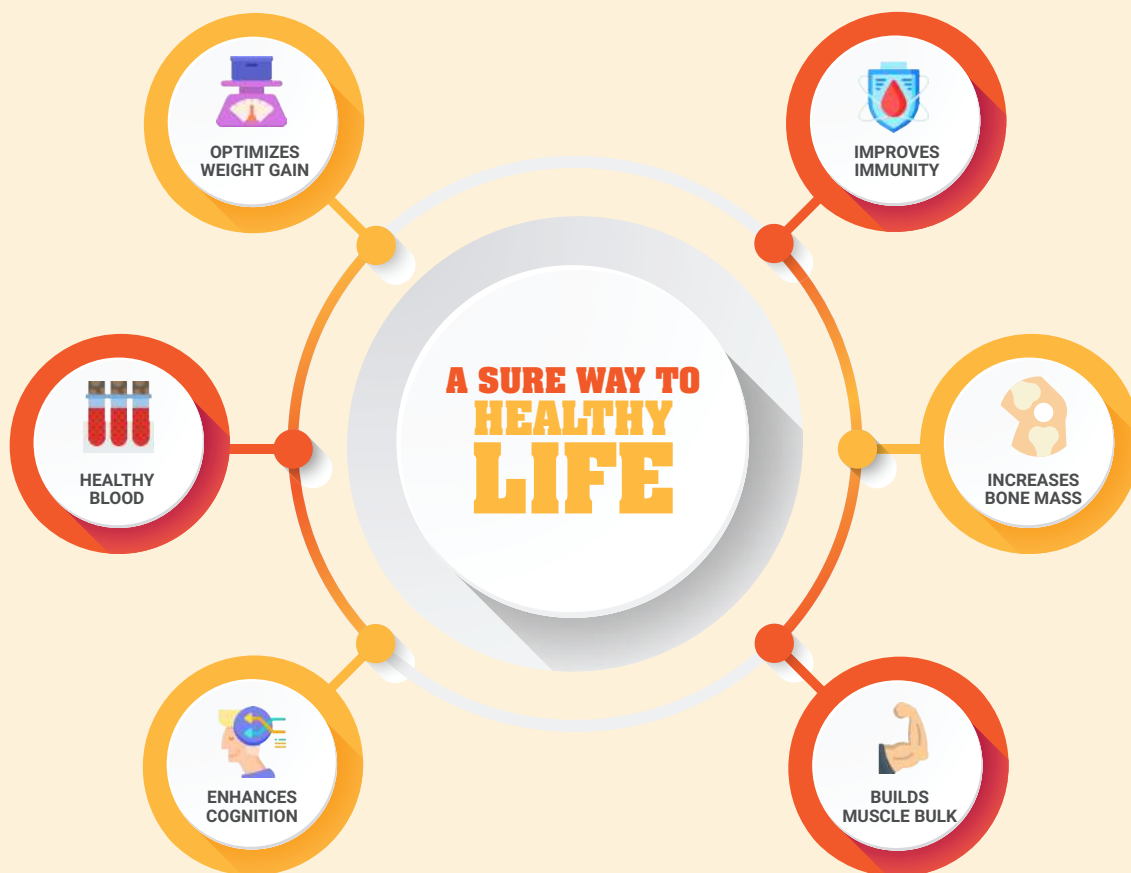 OPTIMIZES
WEIGHT GAIN
IMPROVES
IMMUNITY
A SURE WAY TO
HEALTHY
LIFE
HEALTHY
BLOOD
INCREASES
BONE MASS
ENHANCES
COGNITION
BUILDS
MUSCLE BULK